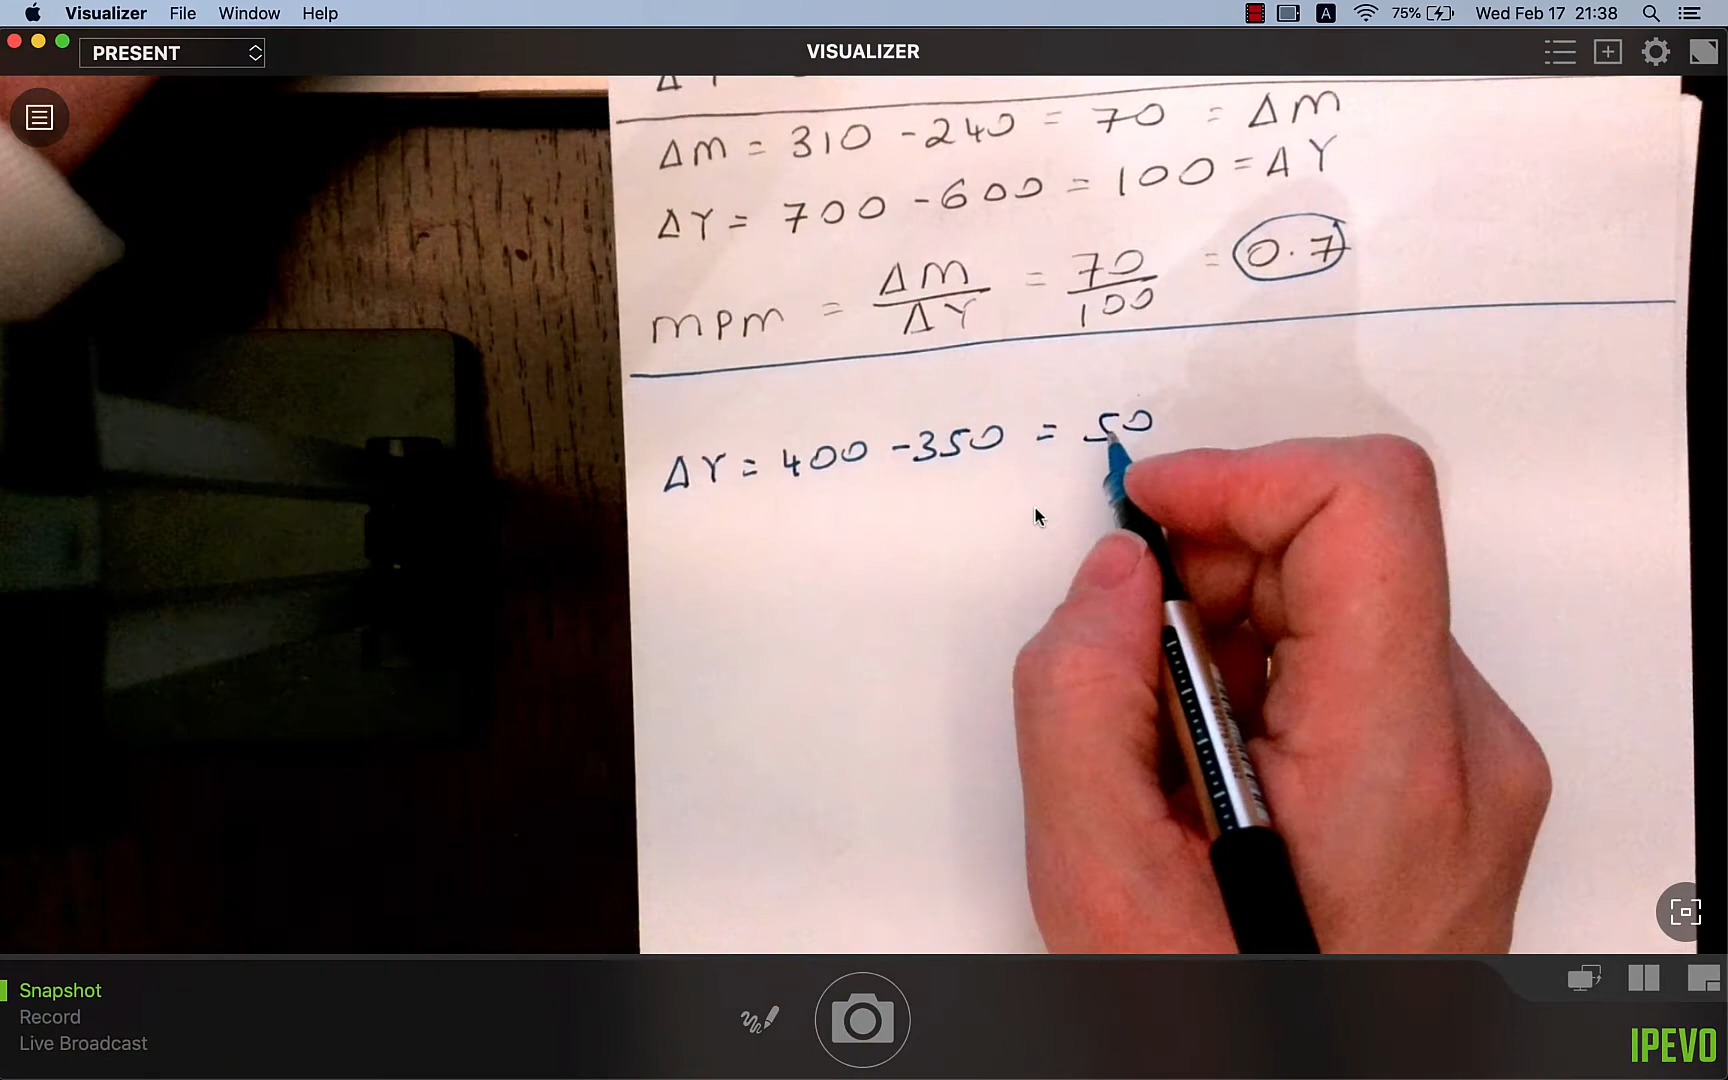 Visualizer File Window Help A 75% Wed Feb 17 21:38
PRESENT VISUALIZER
ΔM = 310 - 240 = 70 = ΔM
ΔY = 700 - 600 = 100 = ΔY
mpm = ΔM/ΔY = 70/100 = 0.7
ΔY = 400 - 350 = 50
Snapshot
Record
Live Broadcast
IPEVO